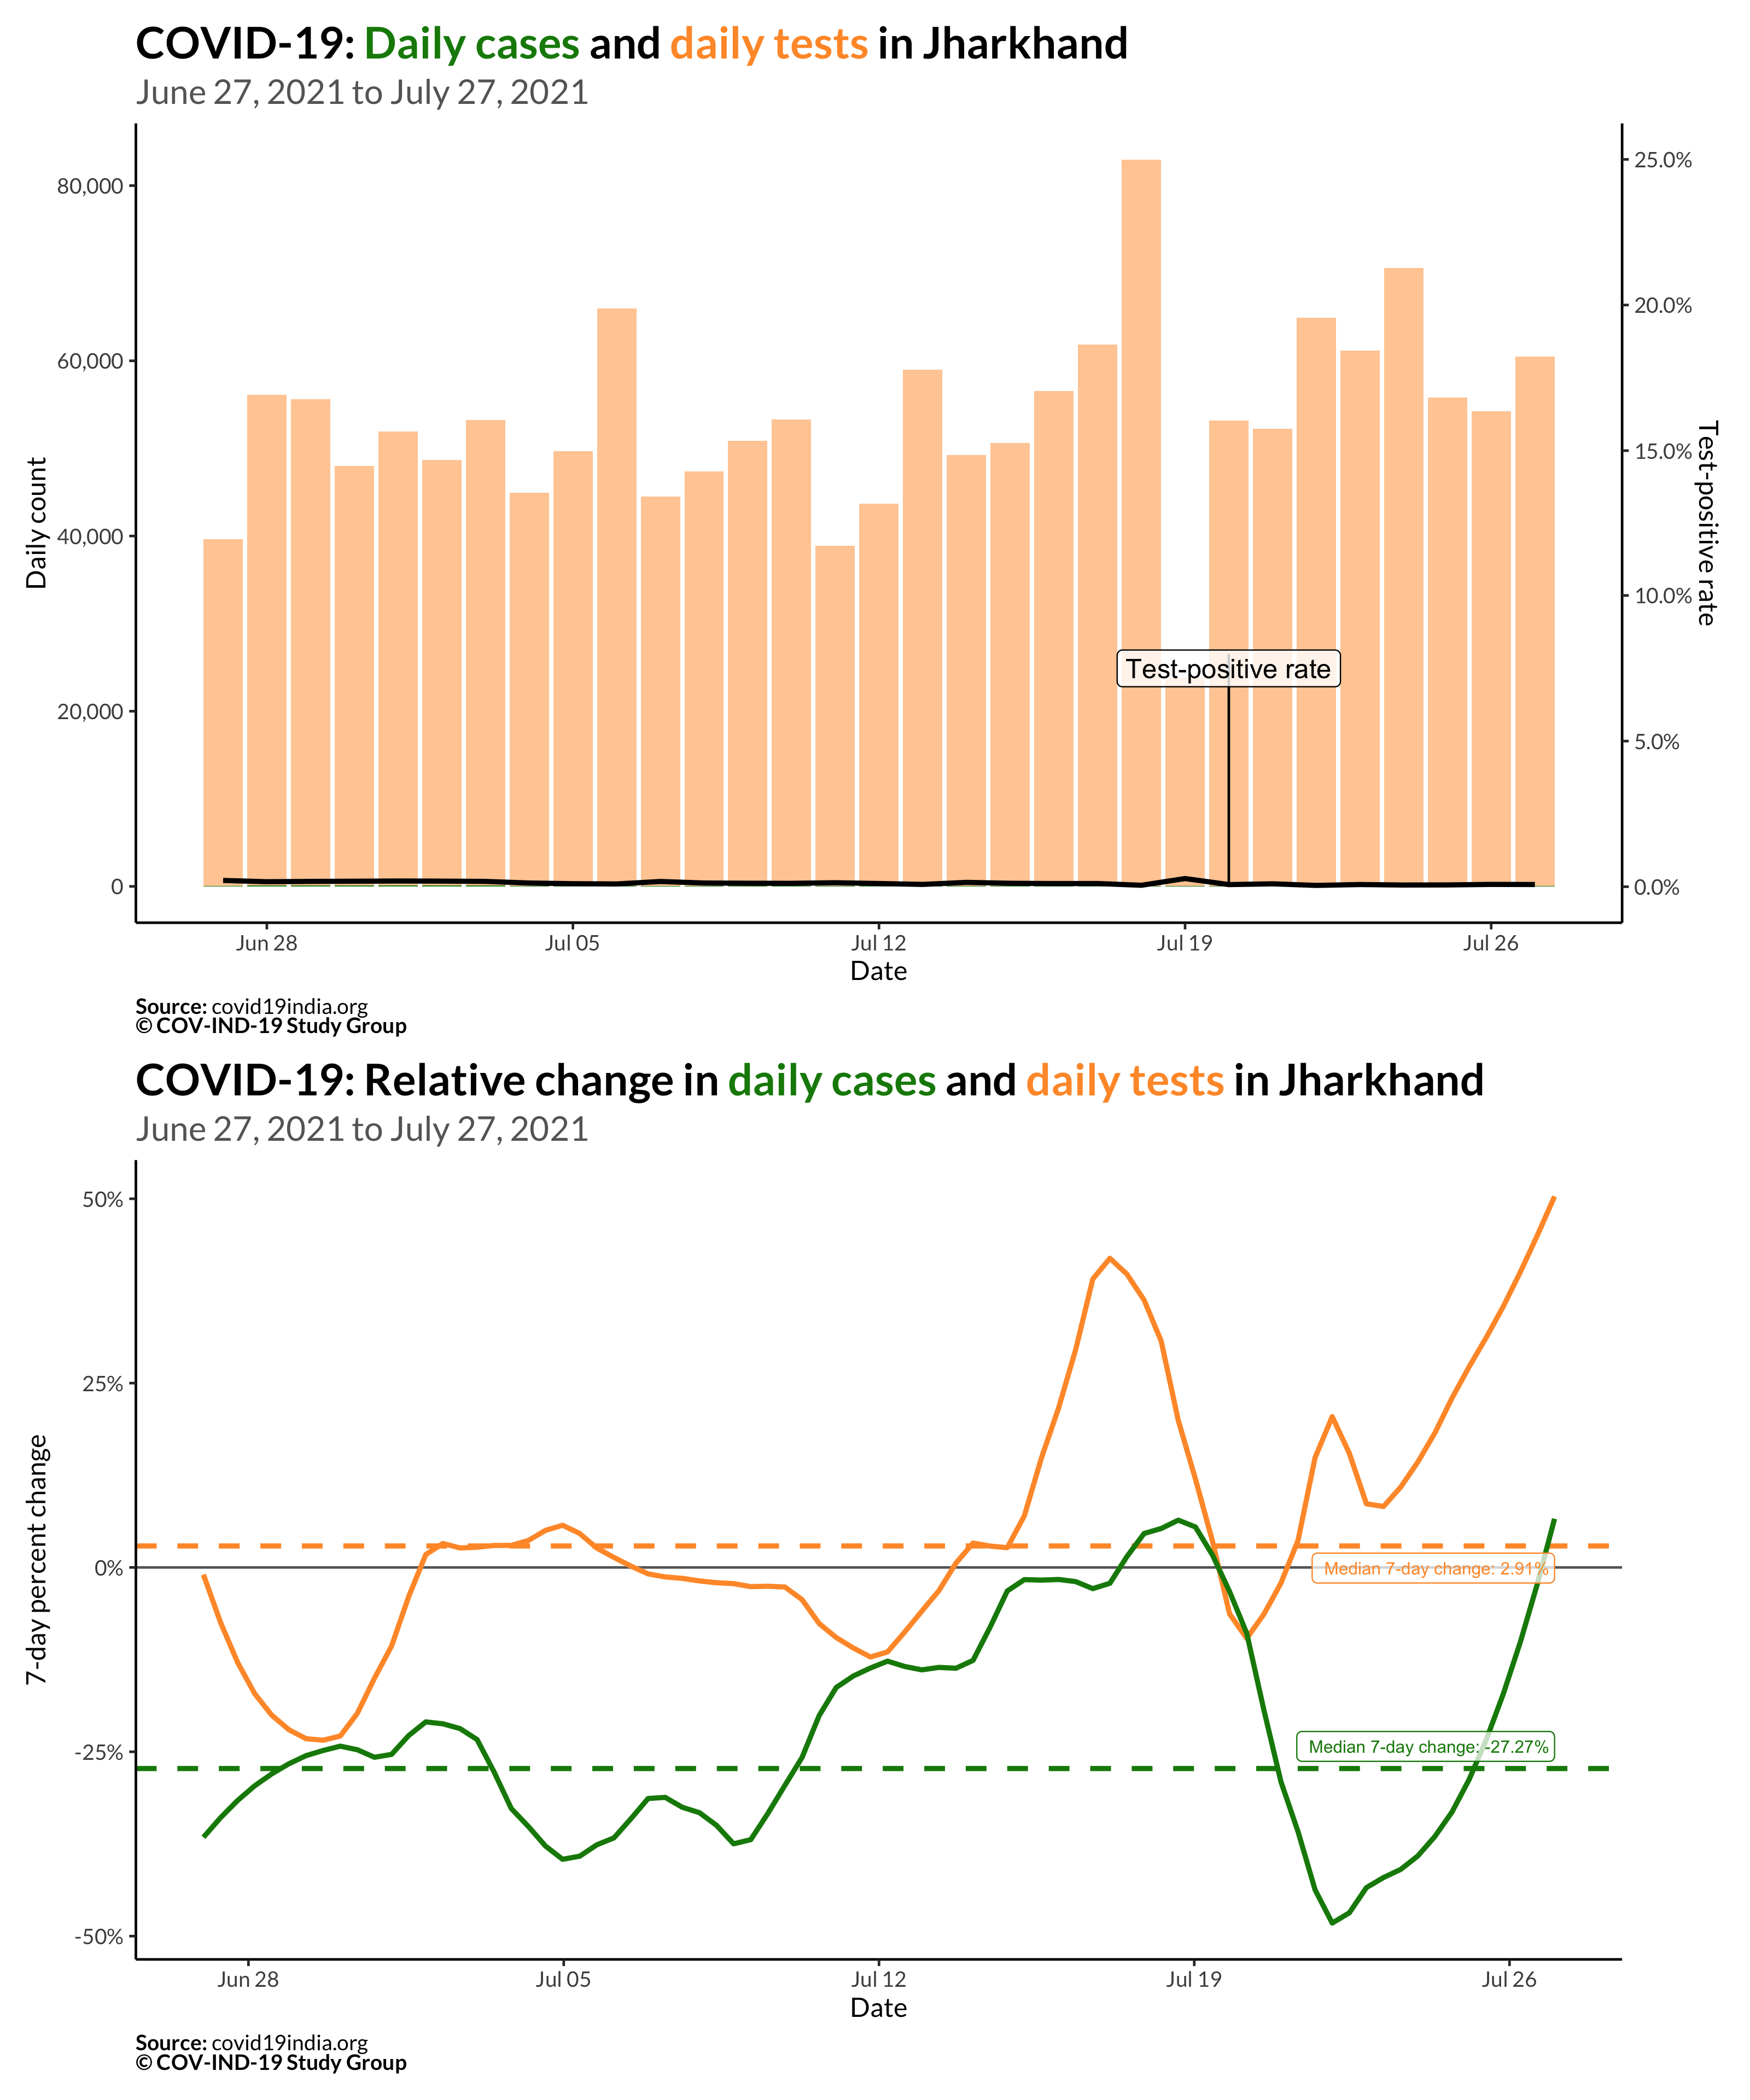 COVID-19: Daily cases and daily tests in Jharkhand
June 27, 2021 to July 27, 2021
80,000
60,000
40,000
20,000
0
Daily count
25.0%
20.0%
15.0%
10.0%
5.0%
0.0%
Test-positive rate
Test-positive rate
Jun 28
Jul 05
Jul 12
Jul 19
Jul 26
Date
Source: covid19india.org
© COV-IND-19 Study Group
COVID-19: Relative change in daily cases and daily tests in Jharkhand
June 27, 2021 to July 27, 2021
50%
25%
0%
-25%
-50%
7-day percent change
Median 7-day change: 2.91%
Median 7-day change: -27.27%
Jun 28
Jul 05
Jul 12
Jul 19
Jul 26
Date
Source: covid19india.org
© COV-IND-19 Study Group